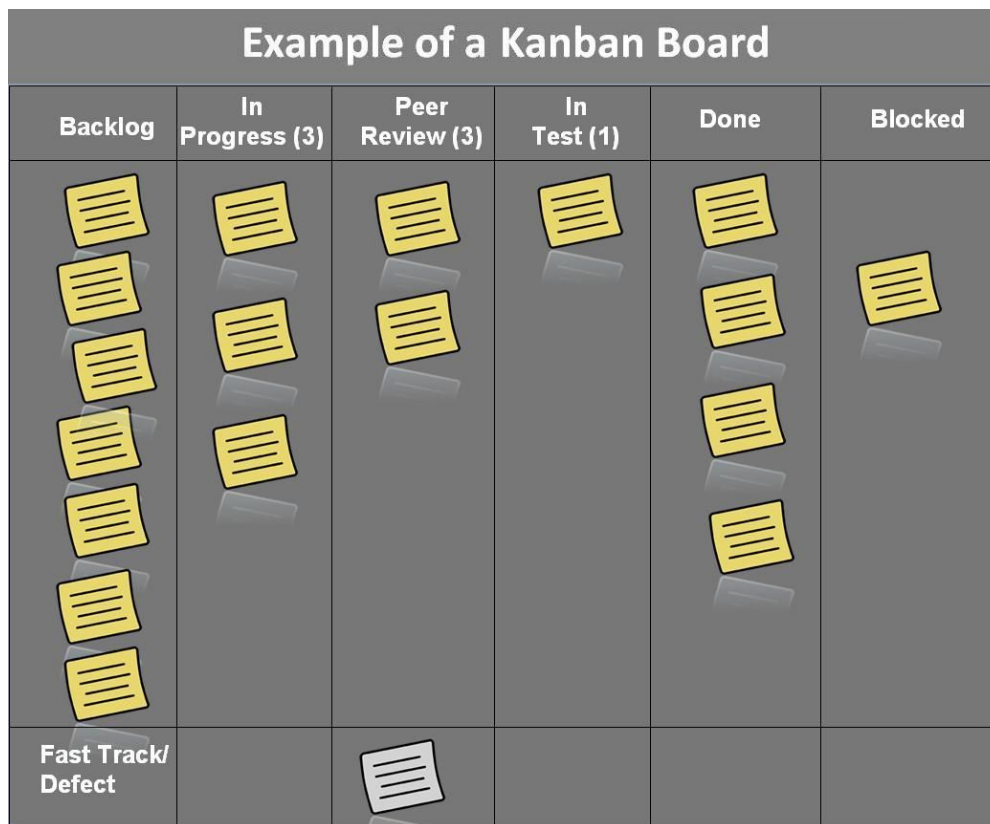 Example of a Kanban Board
Backlog
In
Progress (3)
Peer
Review (3)
In
Test (1)
Done
Blocked
Fast Track/
Defect